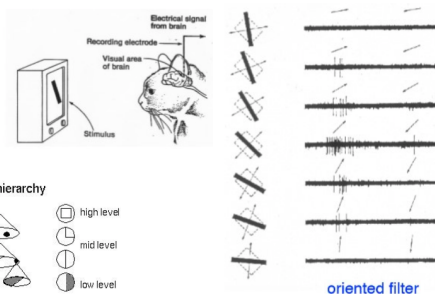 Electrical signal
from brain
Recording electrode
Visual area
of brain
Stimulus
hierarchy
high level
mid level
low level
oriented filter